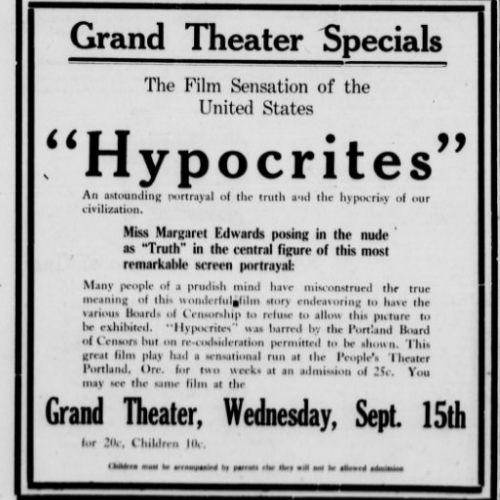 Grand Theater Specials
The Film Sensation of the
United States
"Hypocrites"
An astounding portrayal of the truth and the hypocrisy of our
civilization.
Miss Margaret Edwards posing in the nude
as "Truth" in the central figure of this most
remarkable screen portrayal:
Many people of a prudish mind have misconstrued the true
meaning of this wonderful film story endeavoring to have the
various Boards of Censorship to refuse to allow this picture to
be exhibited. "Hypocrites" was barred by the Portland Board
of Censors but on re-codsideration permitted to be shown. This
great film play had a sensational run at the People's Theater
Portland, Ore. for two weeks at an admission of 25c. You
may see the same film at the
Grand Theater, Wednesday, Sept. 15th
for 20c, Children 10c.
Children must be accompanied by parents else they will not be allowed admission